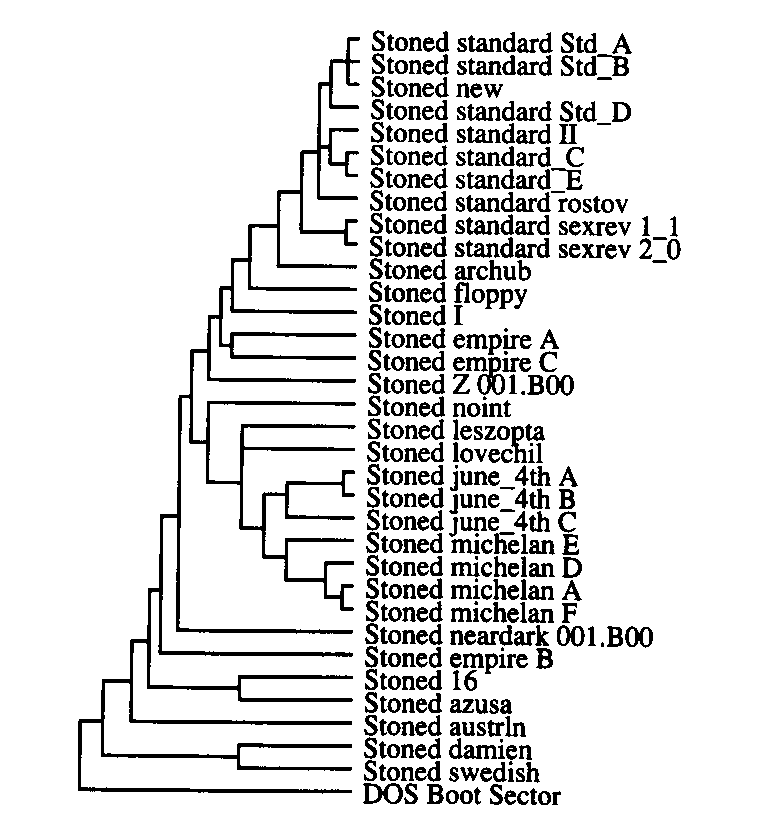 Stoned standard Std_A
Stoned standard Std_B
Stoned new
Stoned standard Std_D
Stoned standard II
Stoned standard_C
Stoned standard_E
Stoned standard rostov
Stoned standard sexrev 1_1
Stoned standard sexrev 2_0
Stoned archub
Stoned floppy
Stoned I
Stoned empire A
Stoned empire C
Stoned Z 001.B00
Stoned noint
Stoned leszopta
Stoned lovechil
Stoned june_4th A
Stoned june_4th B
Stoned june_4th C
Stoned michelan E
Stoned michelan D
Stoned michelan A
Stoned michelan F
Stoned neardark 001.B00
Stoned empire B
Stoned 16
Stoned azusa
Stoned austrln
Stoned damien
Stoned swedish
DOS Boot Sector